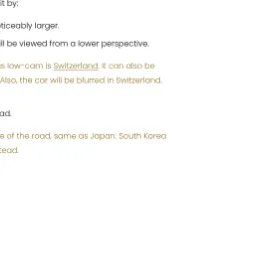 it by:
ticeably larger.
ll be viewed from a lower perspective.
s low-cam is Switzerland. It can also be
Also, the car will be blurred in Switzerland.
ad.
e of the road, same as Japan. South Korea
tead.